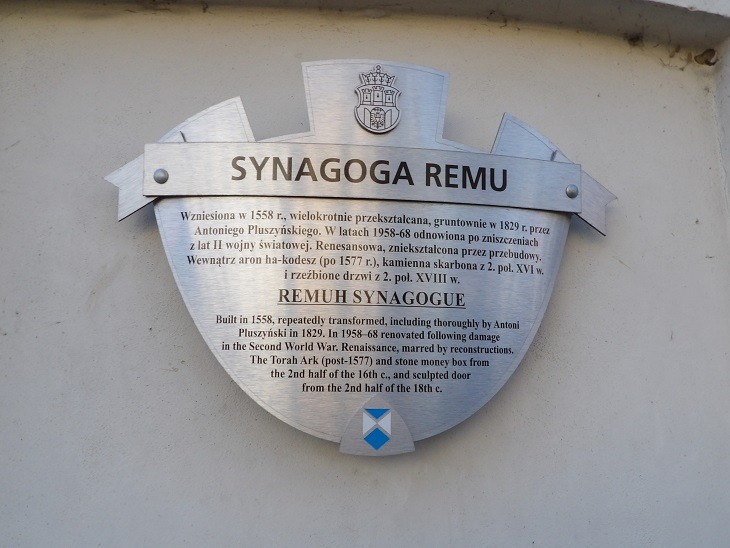 SYNAGOGA REMU
Wzniesiona w 1558 r., wielokrotnie przekształcana, gruntownie w 1829 r. przez
Antoniego Pluszyńskiego. W latach 1958-68 odnowiona po zniszczeniach
z lat II wojny światowej. Renesansowa, zniekształcona przez przebudowy.
Wewnątrz aron ha-kodesz (po 1577 r.), kamienna skarbona z 2. poł. XVI w.
i rzeźbione drzwi z 2. poł. XVIII w.
REMUH SYNAGOGUE
Built in 1558, repeatedly transformed, including thoroughly by Antoni
Pluszyński in 1829. In 1958–68 renovated following damage
in the Second World War. Renaissance, marred by reconstructions.
The Torah Ark (post-1577) and stone money box from
the 2nd half of the 16th c., and sculpted door
from the 2nd half of the 18th c.